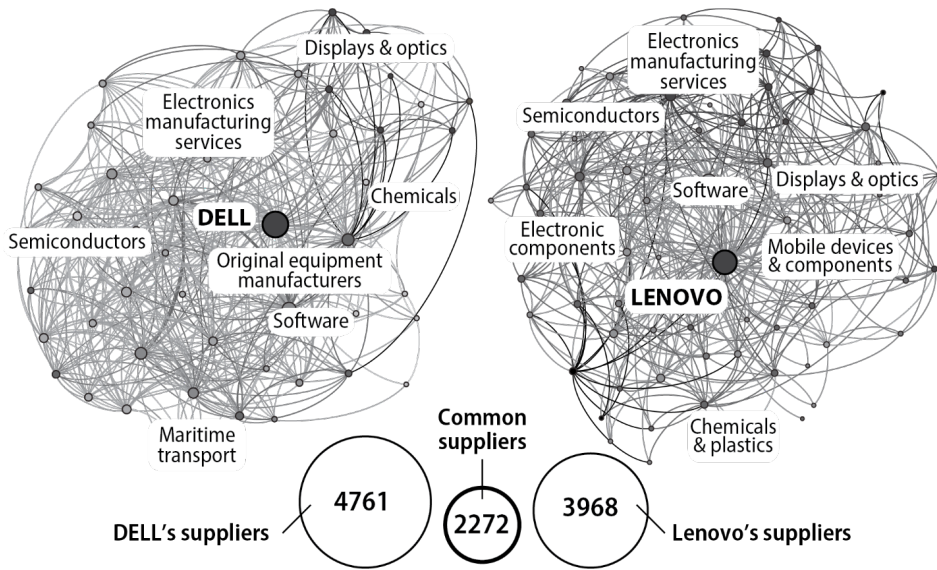 Displays & optics
Electronics
manufacturing
services
Chemicals
DELL
Semiconductors
Original equipment
manufacturers
Software
Maritime
transport
Electronics
manufacturing
services
Semiconductors
Software
Displays & optics
Electronic
components
Mobile devices
& components
LENOVO
Chemicals
& plastics
Common
suppliers
4761
2272
3968
DELL’s suppliers
Lenovo’s suppliers